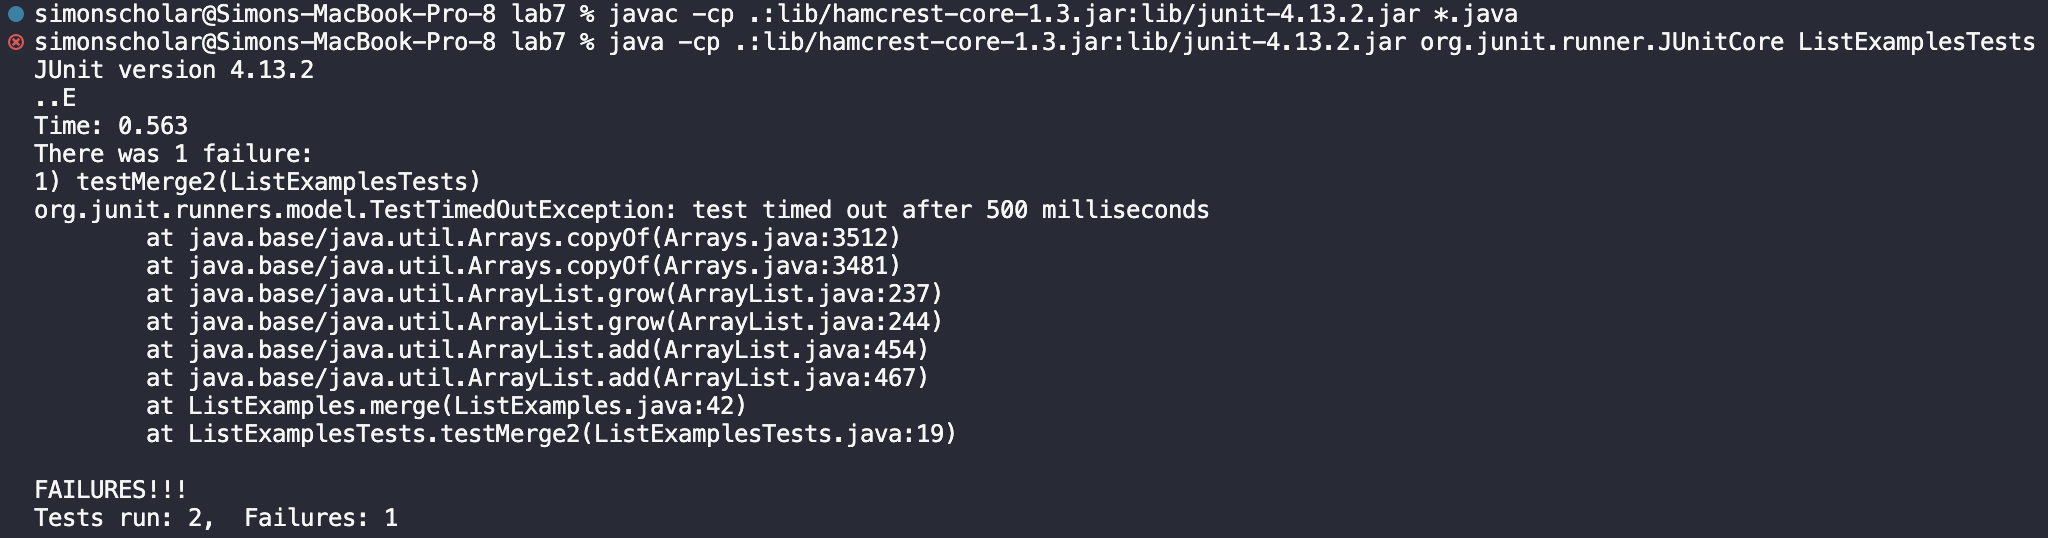 simonscholar@Simons-MacBook-Pro-8 lab7 % javac -cp .:lib/hamcrest-core-1.3.jar:lib/junit-4.13.2.jar *.java
simonscholar@Simons-MacBook-Pro-8 lab7 % java -cp .:lib/hamcrest-core-1.3.jar:lib/junit-4.13.2.jar org.junit.runner.JUnitCore ListExamplesTests
JUnit version 4.13.2
..E
Time: 0.563
There was 1 failure:
1) testMerge2(ListExamplesTests)
org.junit.runners.model.TestTimedOutException: test timed out after 500 milliseconds
        at java.base/java.util.Arrays.copyOf(Arrays.java:3512)
        at java.base/java.util.Arrays.copyOf(Arrays.java:3481)
        at java.base/java.util.ArrayList.grow(ArrayList.java:237)
        at java.base/java.util.ArrayList.grow(ArrayList.java:244)
        at java.base/java.util.ArrayList.add(ArrayList.java:454)
        at java.base/java.util.ArrayList.add(ArrayList.java:467)
        at ListExamples.merge(ListExamples.java:42)
        at ListExamplesTests.testMerge2(ListExamplesTests.java:19)

FAILURES!!!
Tests run: 2,  Failures: 1